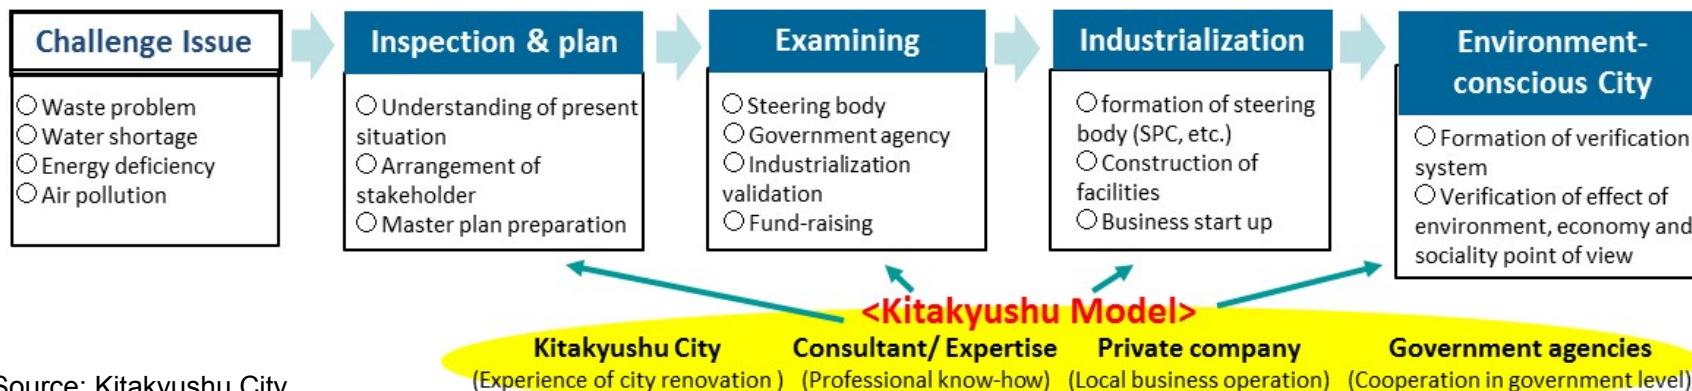 Challenge Issue
○ Waste problem
○ Water shortage
○ Energy deficiency
○ Air pollution
Inspection & plan
○ Understanding of present
situation
○ Arrangement of
stakeholder
○ Master plan preparation
Examining
○ Steering body
○ Government agency
○ Industrialization
validation
○ Fund-raising
Industrialization
○ formation of steering
body (SPC, etc.)
○ Construction of
facilities
○ Business start up
Environment-
conscious City
○ Formation of verification
system
○ Verification of effect of
environment, economy and
sociality point of view
<Kitakyushu Model>
Kitakyushu City
(Experience of city renovation )
Consultant/ Expertise
(Professional know-how)
Private company
(Local business operation)
Government agencies
(Cooperation in government level)
Source: Kitakyushu City